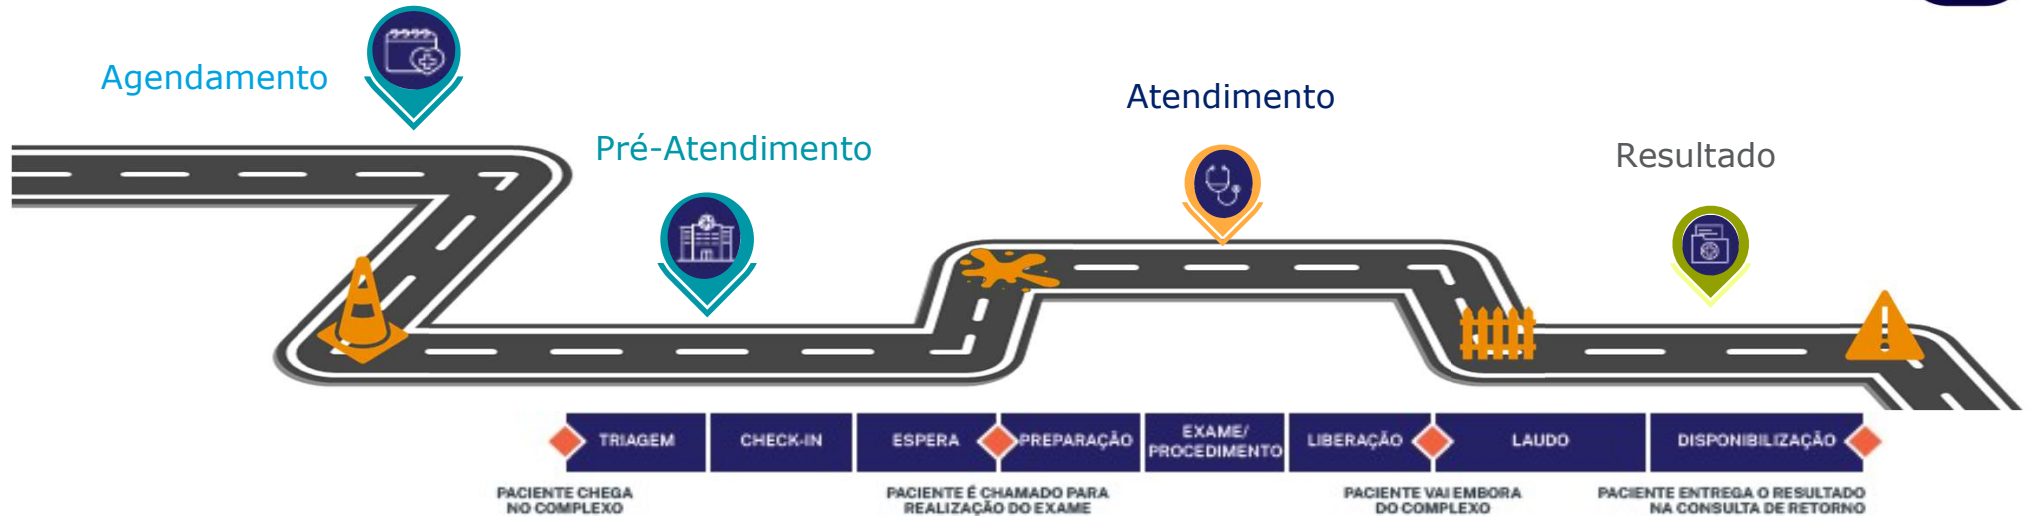 Agendamento
Pré-Atendimento
Atendimento
Resultado
TRIAGEM
CHECK-IN
ESPERA
PREPARAÇÃO
EXAME/
PROCEDIMENTO
LIBERAÇÃO
LAUDO
DISPONIBILIZAÇÃO
PACIENTE CHEGA
NO COMPLEXO
PACIENTE É CHAMADO PARA
REALIZAÇÃO DO EXAME
PACIENTE VAI EMBORA
DO COMPLEXO
PACIENTE ENTREGA O RESULTADO
NA CONSULTA DE RETORNO